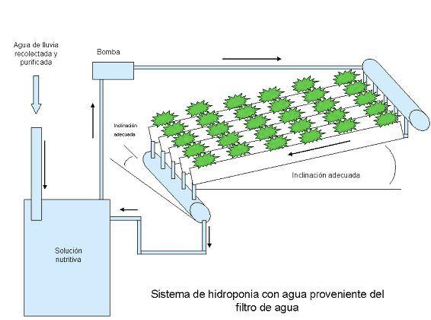 Agua de lluvia
recolectada y
purificada
Bomba
Inclinación
adecuada
Inclinación adecuada
Solución
nutritiva
Sistema de hidroponia con agua proveniente del
filtro de agua